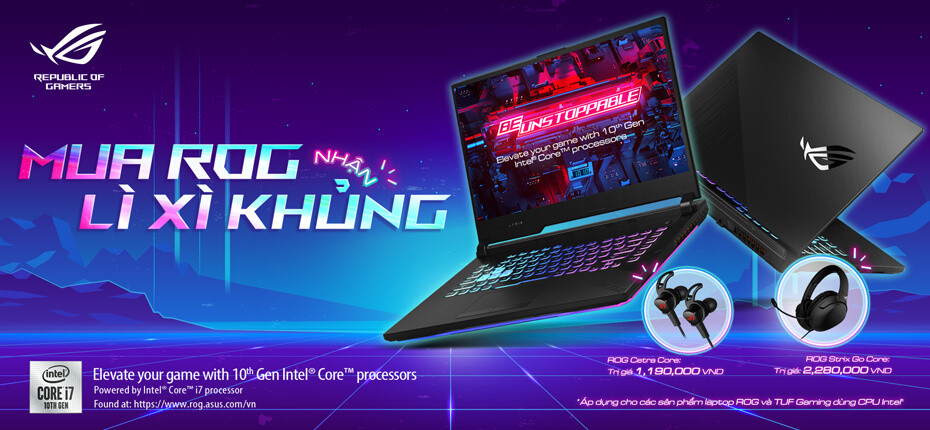 REPUBLIC OF
GAMERS
MUA ROG NHẬN
LÌ XÌ KHỦNG
BE UNSTOPPABLE
Elevate your game with 10th Gen
Intel® Core™ processors
ROG Cetra Core:
Trị giá 1,190,000 VND
ROG Strix Go Core:
Trị giá 2,280,000 VND
*Áp dụng cho các sản phẩm laptop ROG và TUF Gaming dùng CPU Intel*
intel
CORE i7
10TH GEN
Elevate your game with 10th Gen Intel® Core™ processors
Powered by Intel® Core™ i7 processor
Found at: https://www.rog.asus.com/vn